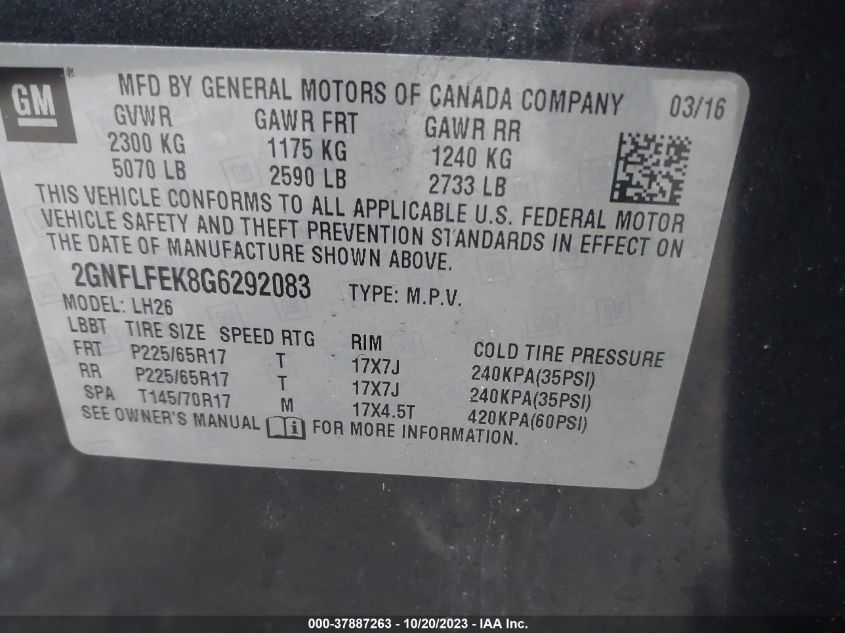 GM®
MFD BY GENERAL MOTORS OF CANADA COMPANY 03/16
GVWR GAWR FRT GAWR RR
2300 KG 1175 KG 1240 KG
5070 LB 2590 LB 2733 LB
THIS VEHICLE CONFORMS TO ALL APPLICABLE U.S. FEDERAL MOTOR
VEHICLE SAFETY AND THEFT PREVENTION STANDARDS IN EFFECT ON
THE DATE OF MANUFACTURE SHOWN ABOVE.
2GNFLFEK8G6292083 TYPE: M.P.V.
MODEL: LH26
LBBT TIRE SIZE SPEED RTG RIM COLD TIRE PRESSURE
FRT P225/65R17 T 17X7J 240KPA(35PSI)
RR P225/65R17 T 17X7J 240KPA(35PSI)
SPA T145/70R17 M 17X4.5T 420KPA(60PSI)
SEE OWNER'S MANUAL FOR MORE INFORMATION.
000-37887263 - 10/20/2023 - IAA Inc.